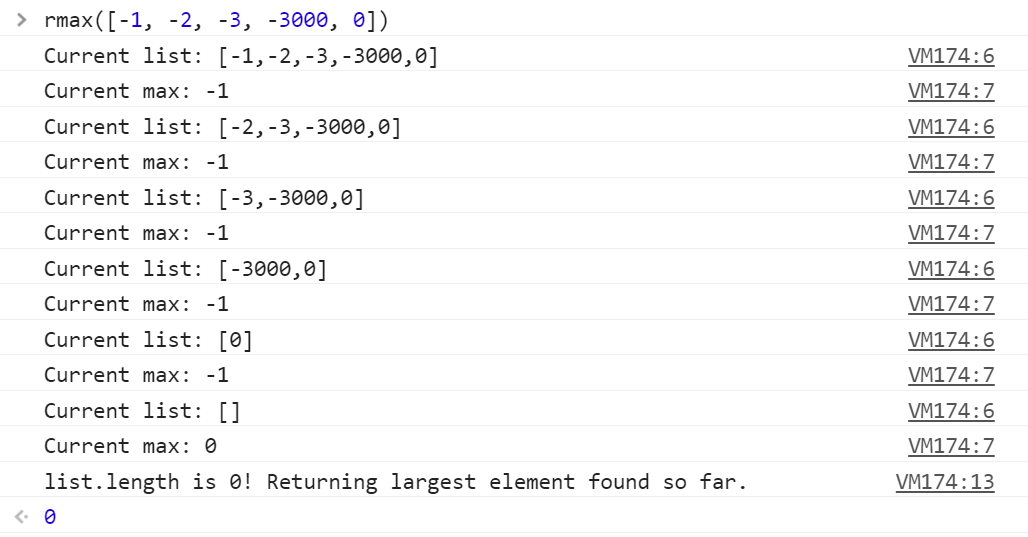 > rmax([-1, -2, -3, -3000, 0])
Current list: [-1,-2,-3,-3000,0] VM174:6
Current max: -1 VM174:7
Current list: [-2,-3,-3000,0] VM174:6
Current max: -1 VM174:7
Current list: [-3,-3000,0] VM174:6
Current max: -1 VM174:7
Current list: [-3000,0] VM174:6
Current max: -1 VM174:7
Current list: [0] VM174:6
Current max: -1 VM174:7
Current list: [] VM174:6
Current max: 0 VM174:7
list.length is 0! Returning largest element found so far. VM174:13
0